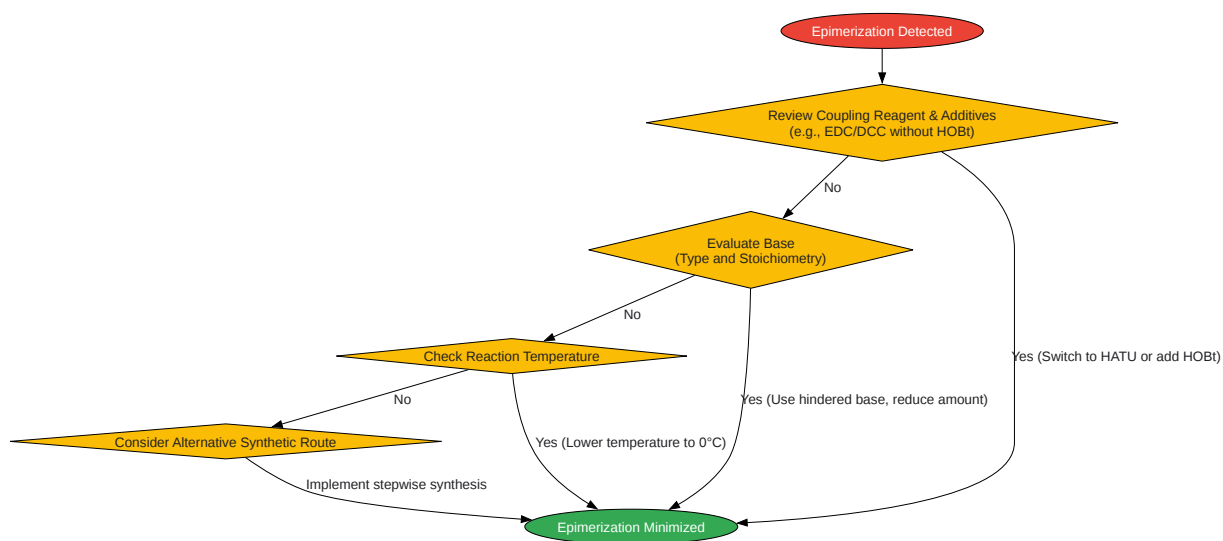 Epimerization Detected
Review Coupling Reagent & Additives
(e.g., EDC/DCC without HOBt)
No
Evaluate Base
(Type and Stoichiometry)
No
Check Reaction Temperature
Yes (Switch to HATU or add HOBt)
No
Yes (Use hindered base, reduce amount)
Consider Alternative Synthetic Route
Yes (Lower temperature to 0°C)
Implement stepwise synthesis
Epimerization Minimized